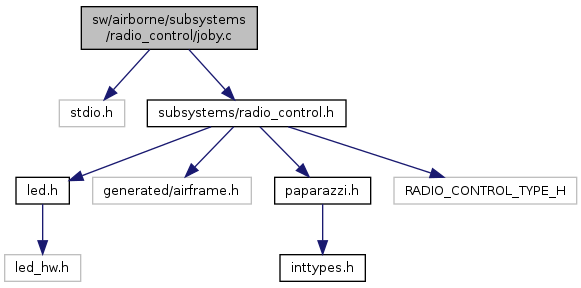 sw/airborne/subsystems
/radio_control/joby.c
stdio.h
subsystems/radio_control.h
led.h
generated/airframe.h
paparazzi.h
RADIO_CONTROL_TYPE_H
led_hw.h
inttypes.h